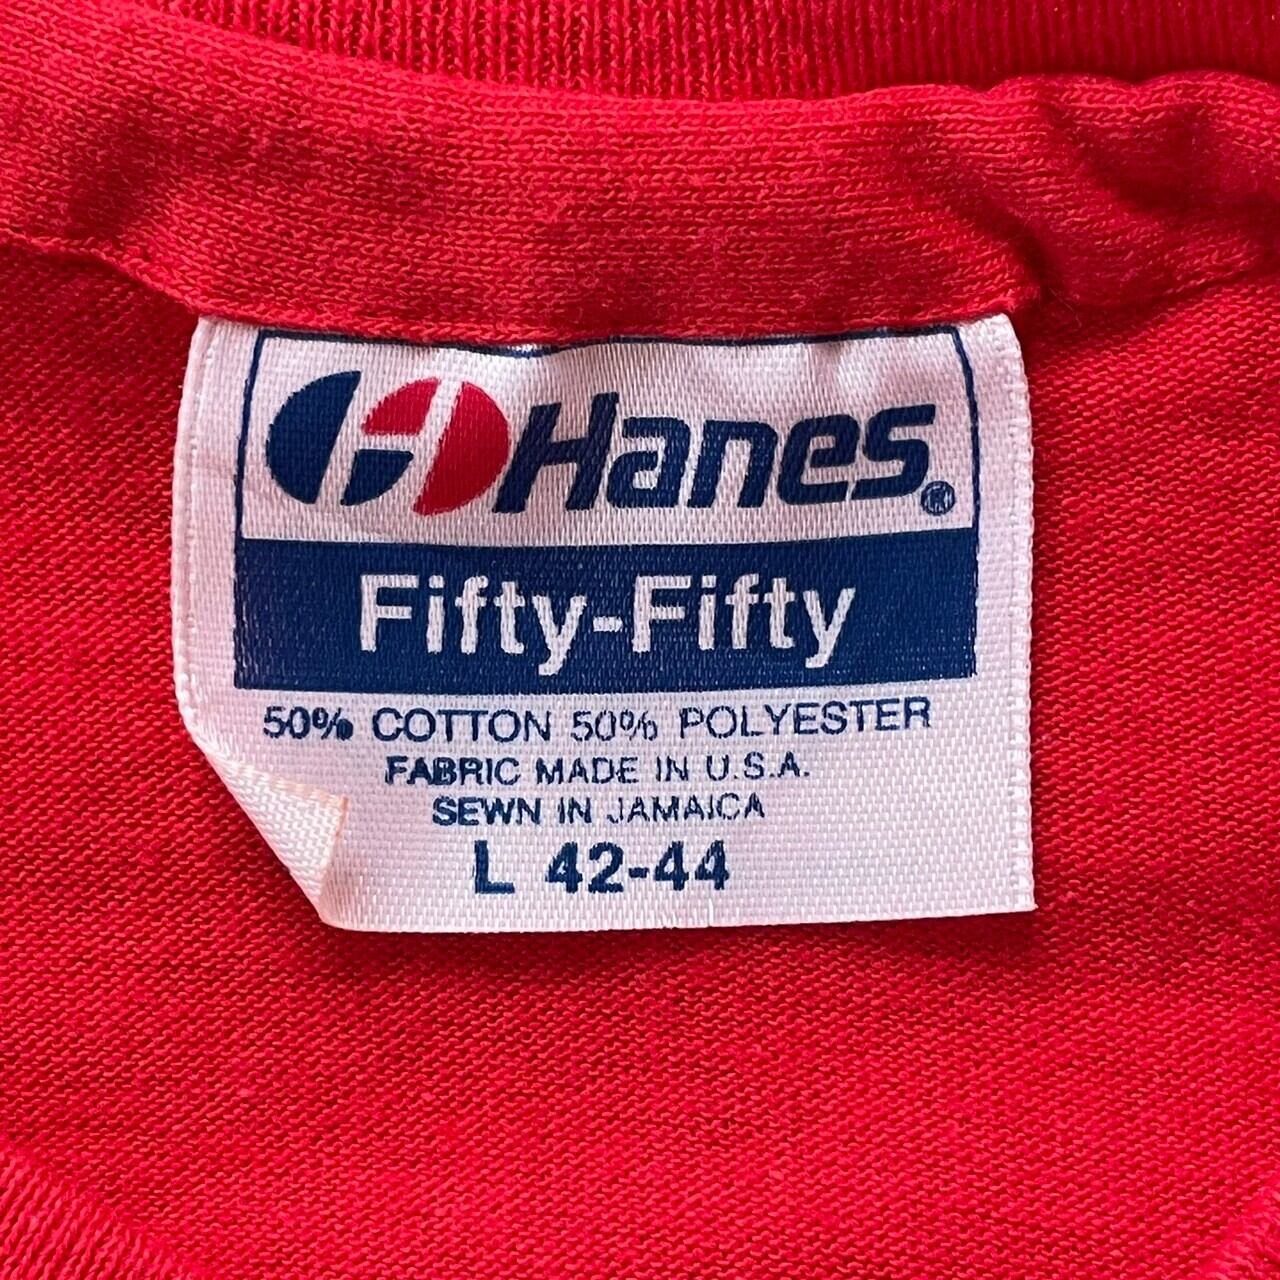 Hanes®
Fifty-Fifty
50% COTTON 50% POLYESTER
FABRIC MADE IN U.S.A.
SEWN IN JAMAICA
L 42-44